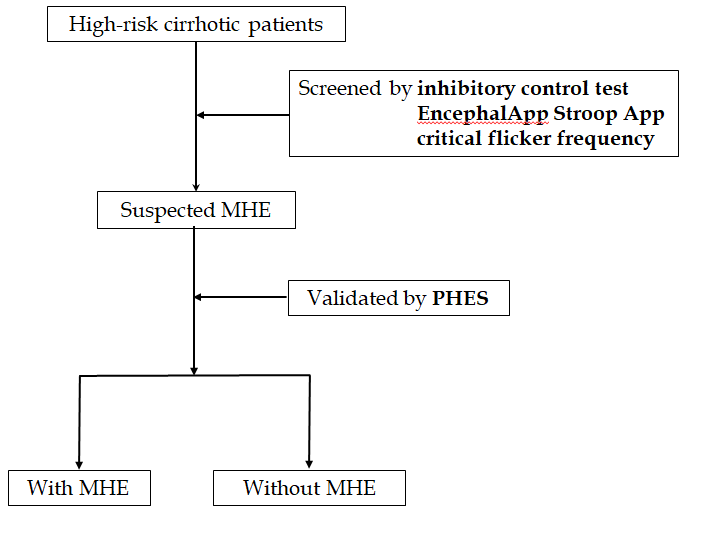 High-risk cirrhotic patients
Screened by inhibitory control test
EncephalApp Stroop App
critical flicker frequency
Suspected MHE
Validated by PHES
With MHE
Without MHE